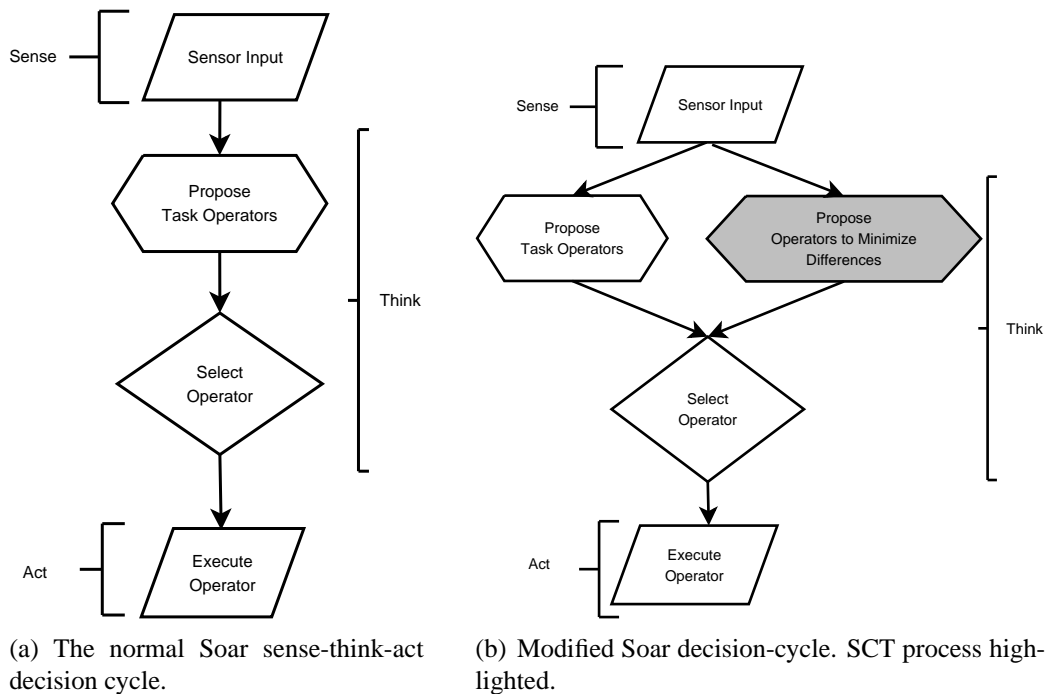 Sense
Sensor Input
Propose
Task Operators
Think
Select
Operator
Act
Execute
Operator
(a) The normal Soar sense-think-act
decision cycle.
Sense
Sensor Input
Propose
Task Operators
Propose
Operators to Minimize
Differences
Think
Select
Operator
Act
Execute
Operator
(b) Modified Soar decision-cycle. SCT process high-
lighted.